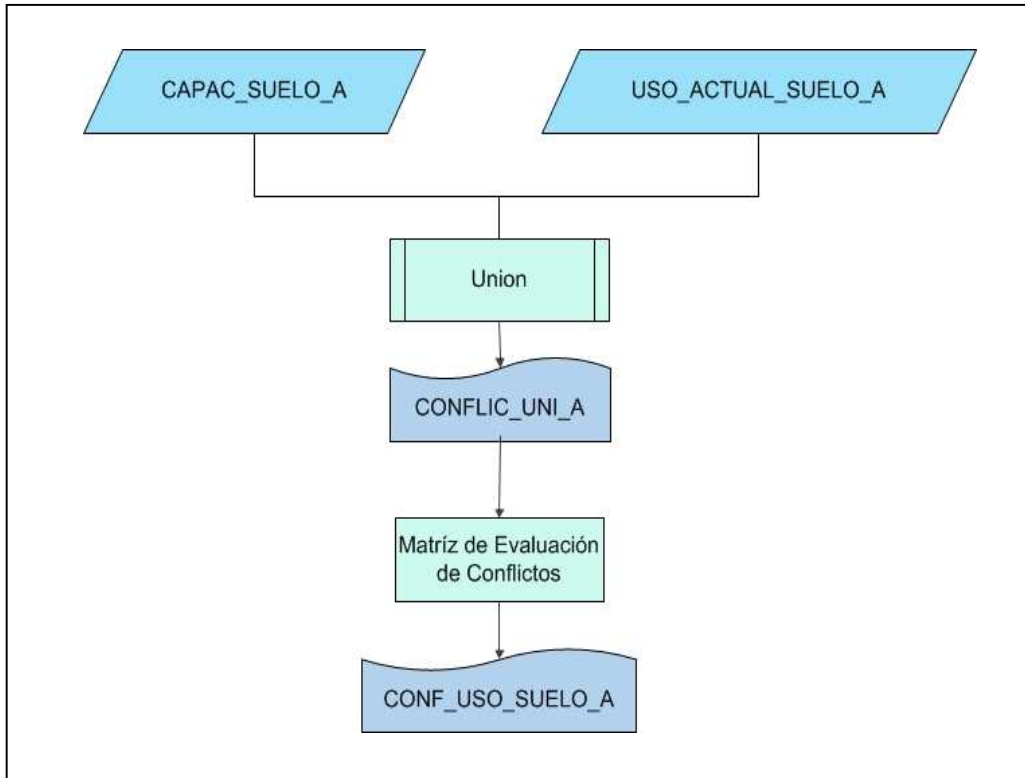 CAPAC_SUELO_A
USO_ACTUAL_SUELO_A
Union
CONFLIC_UNI_A
Matríz de Evaluación
de Conflictos
CONF_USO_SUELO_A